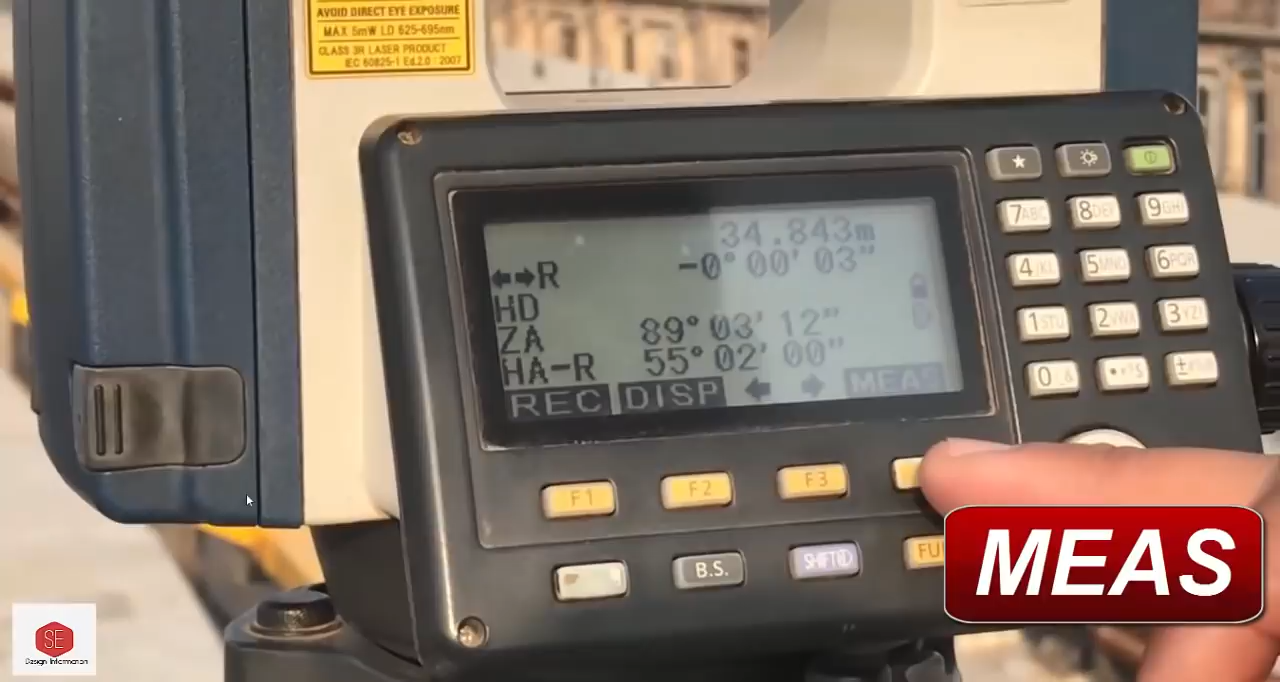 AVOID DIRECT EYE EXPOSURE
MAX 5mW LD 625-695nm
CLASS 3R LASER PRODUCT
IEC 60825-1 Ed.2.0 : 2007
34.843m
R -0° 00' 03"
HD
ZA 89° 03' 12"
HA-R 55° 02' 00"
REC DISP MEAS
7ABC 8DEF 9GHI
4JKL 5MNO 6PQR
1STU 2VWX 3YZ!
0
±
F1 F2 F3
B.S. SHIFT FU
MEAS
SE
Design Information